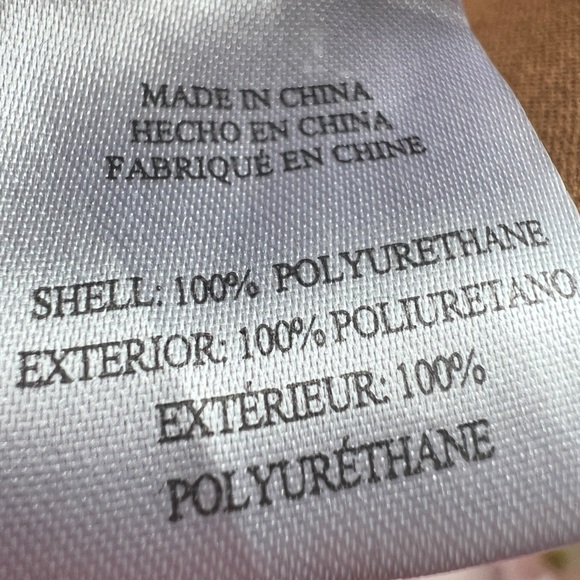 MADE IN CHINA
HECHO EN CHINA
FABRIQUÉ EN CHINE
SHELL: 100% POLYURETHANE
EXTERIOR: 100% POLIURETANO
EXTÉRIEUR: 100%
POLYURÉTHANE